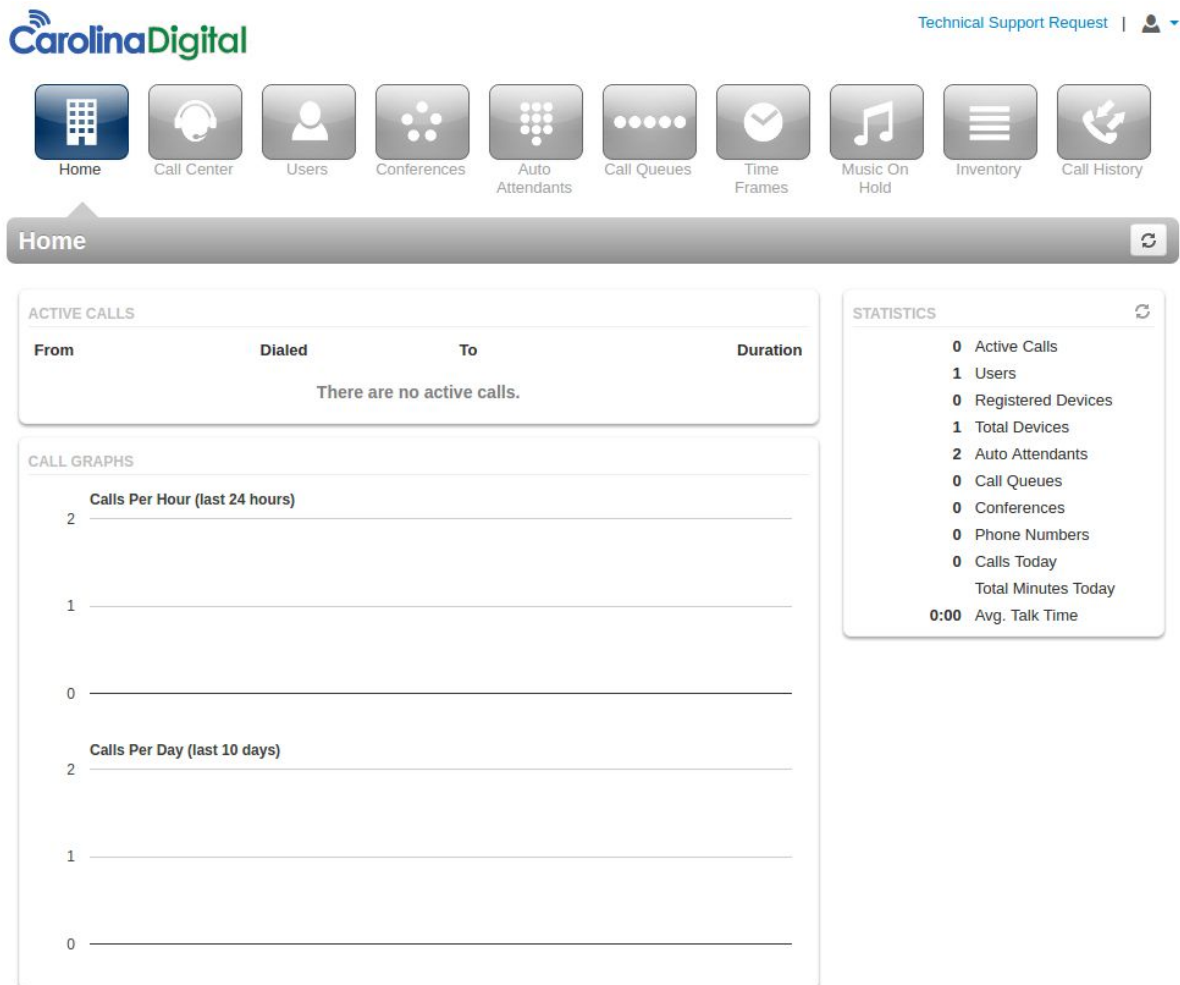 CarolinaDigital
Technical Support Request |
Home
Call Center
Users
Conferences
Auto
Attendants
Call Queues
Time
Frames
Music On
Hold
Inventory
Call History
Home
ACTIVE CALLS
From Dialed To Duration
There are no active calls.
CALL GRAPHS
Calls Per Hour (last 24 hours)
2
1
0
Calls Per Day (last 10 days)
2
1
0
STATISTICS
0 Active Calls
1 Users
0 Registered Devices
1 Total Devices
2 Auto Attendants
0 Call Queues
0 Conferences
0 Phone Numbers
0 Calls Today
Total Minutes Today
0:00 Avg. Talk Time